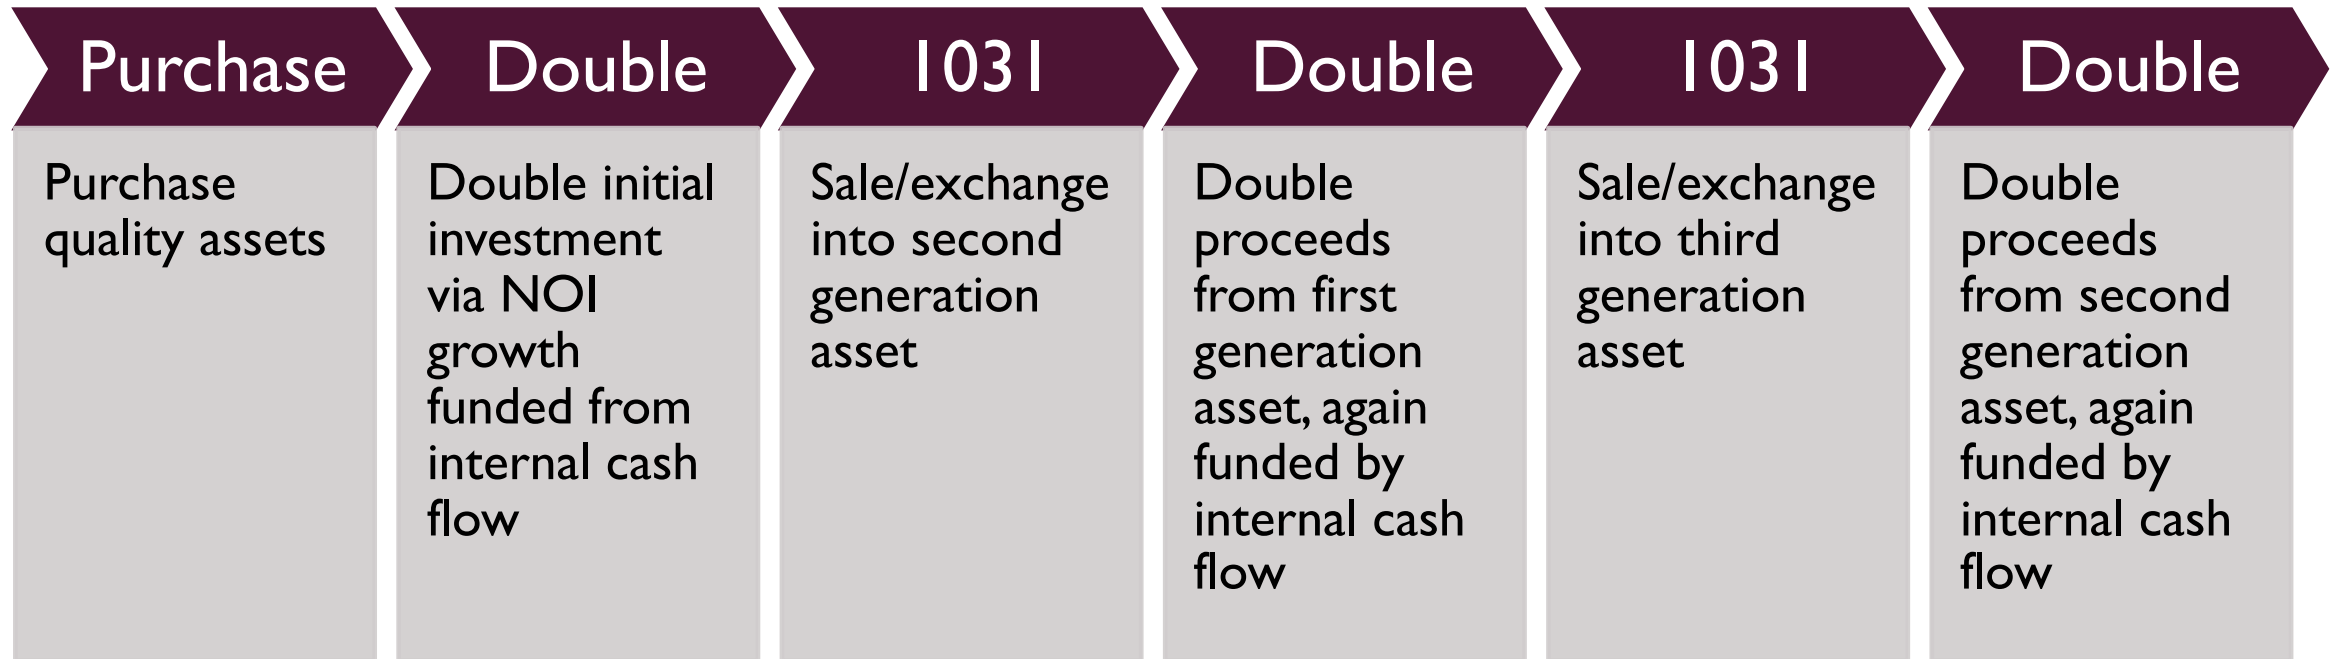 Purchase
Double
1031
Double
1031
Double
Purchase
quality assets
Double initial
investment
via NOI
growth
funded from
internal cash
flow
Sale/exchange
into second
generation
asset
Double
proceeds
from first
generation
asset, again
funded by
internal cash
flow
Sale/exchange
into third
generation
asset
Double
proceeds
from second
generation
asset, again
funded by
internal cash
flow